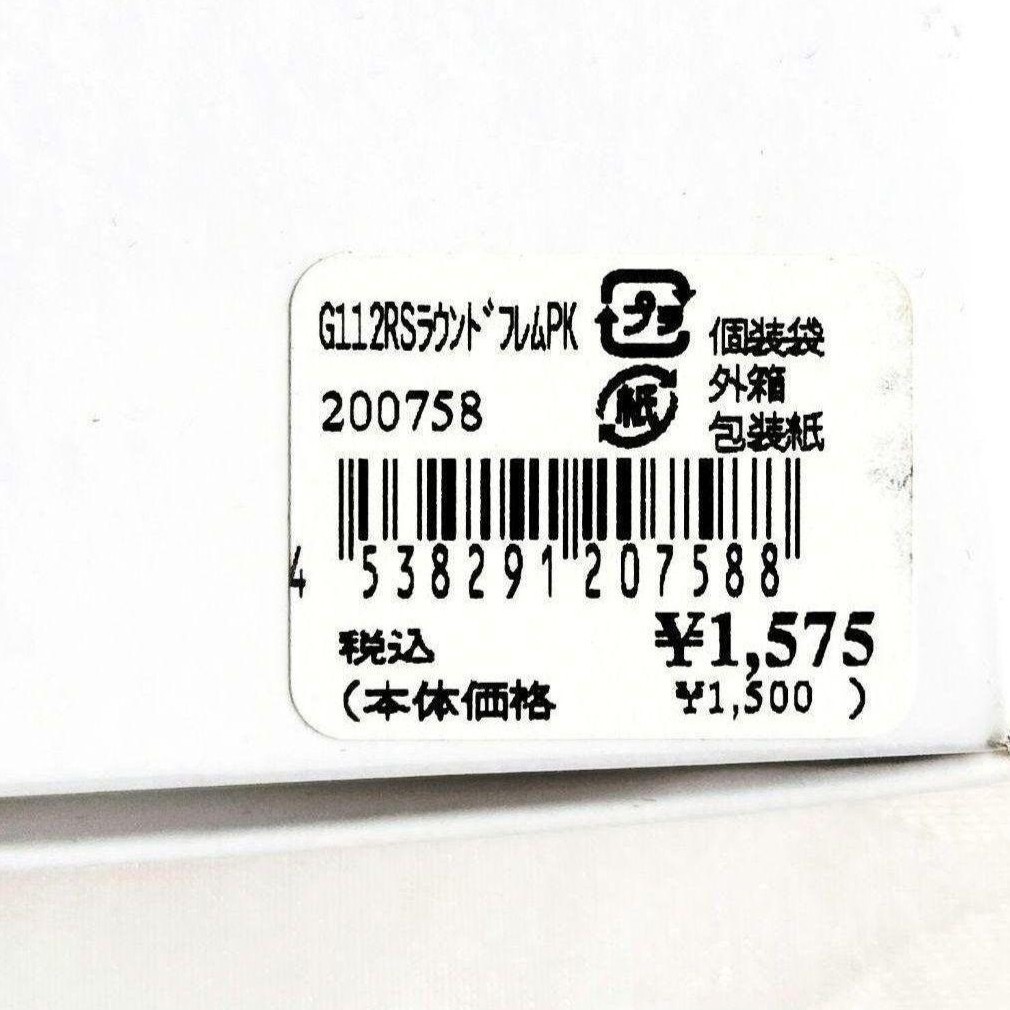 G112RSﾗｳﾝﾄﾞﾌﾚﾑPK
プラ
個装袋
200758
紙
外箱
包装紙
4 538291 207588
税込 ¥1,575
(本体価格 ¥1,500 )